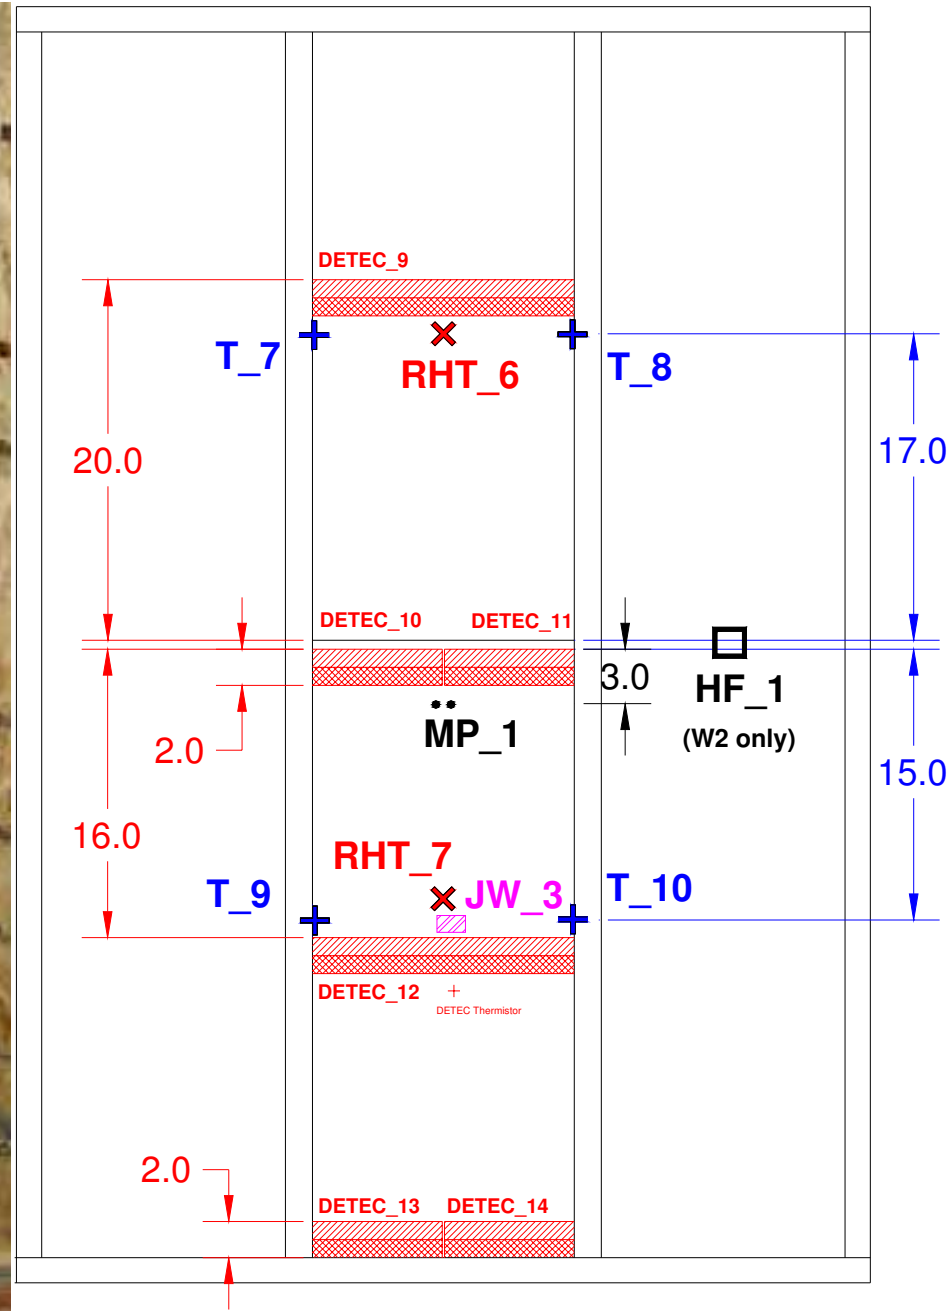 DETEC_9
T_7
RHT_6
T_8
20.0
17.0
DETEC_10
DETEC_11
3.0
HF_1
MP_1
(W2 only)
2.0
15.0
16.0
RHT_7
T_9
JW_3
T_10
DETEC_12
DETEC Thermistor
2.0
DETEC_13
DETEC_14